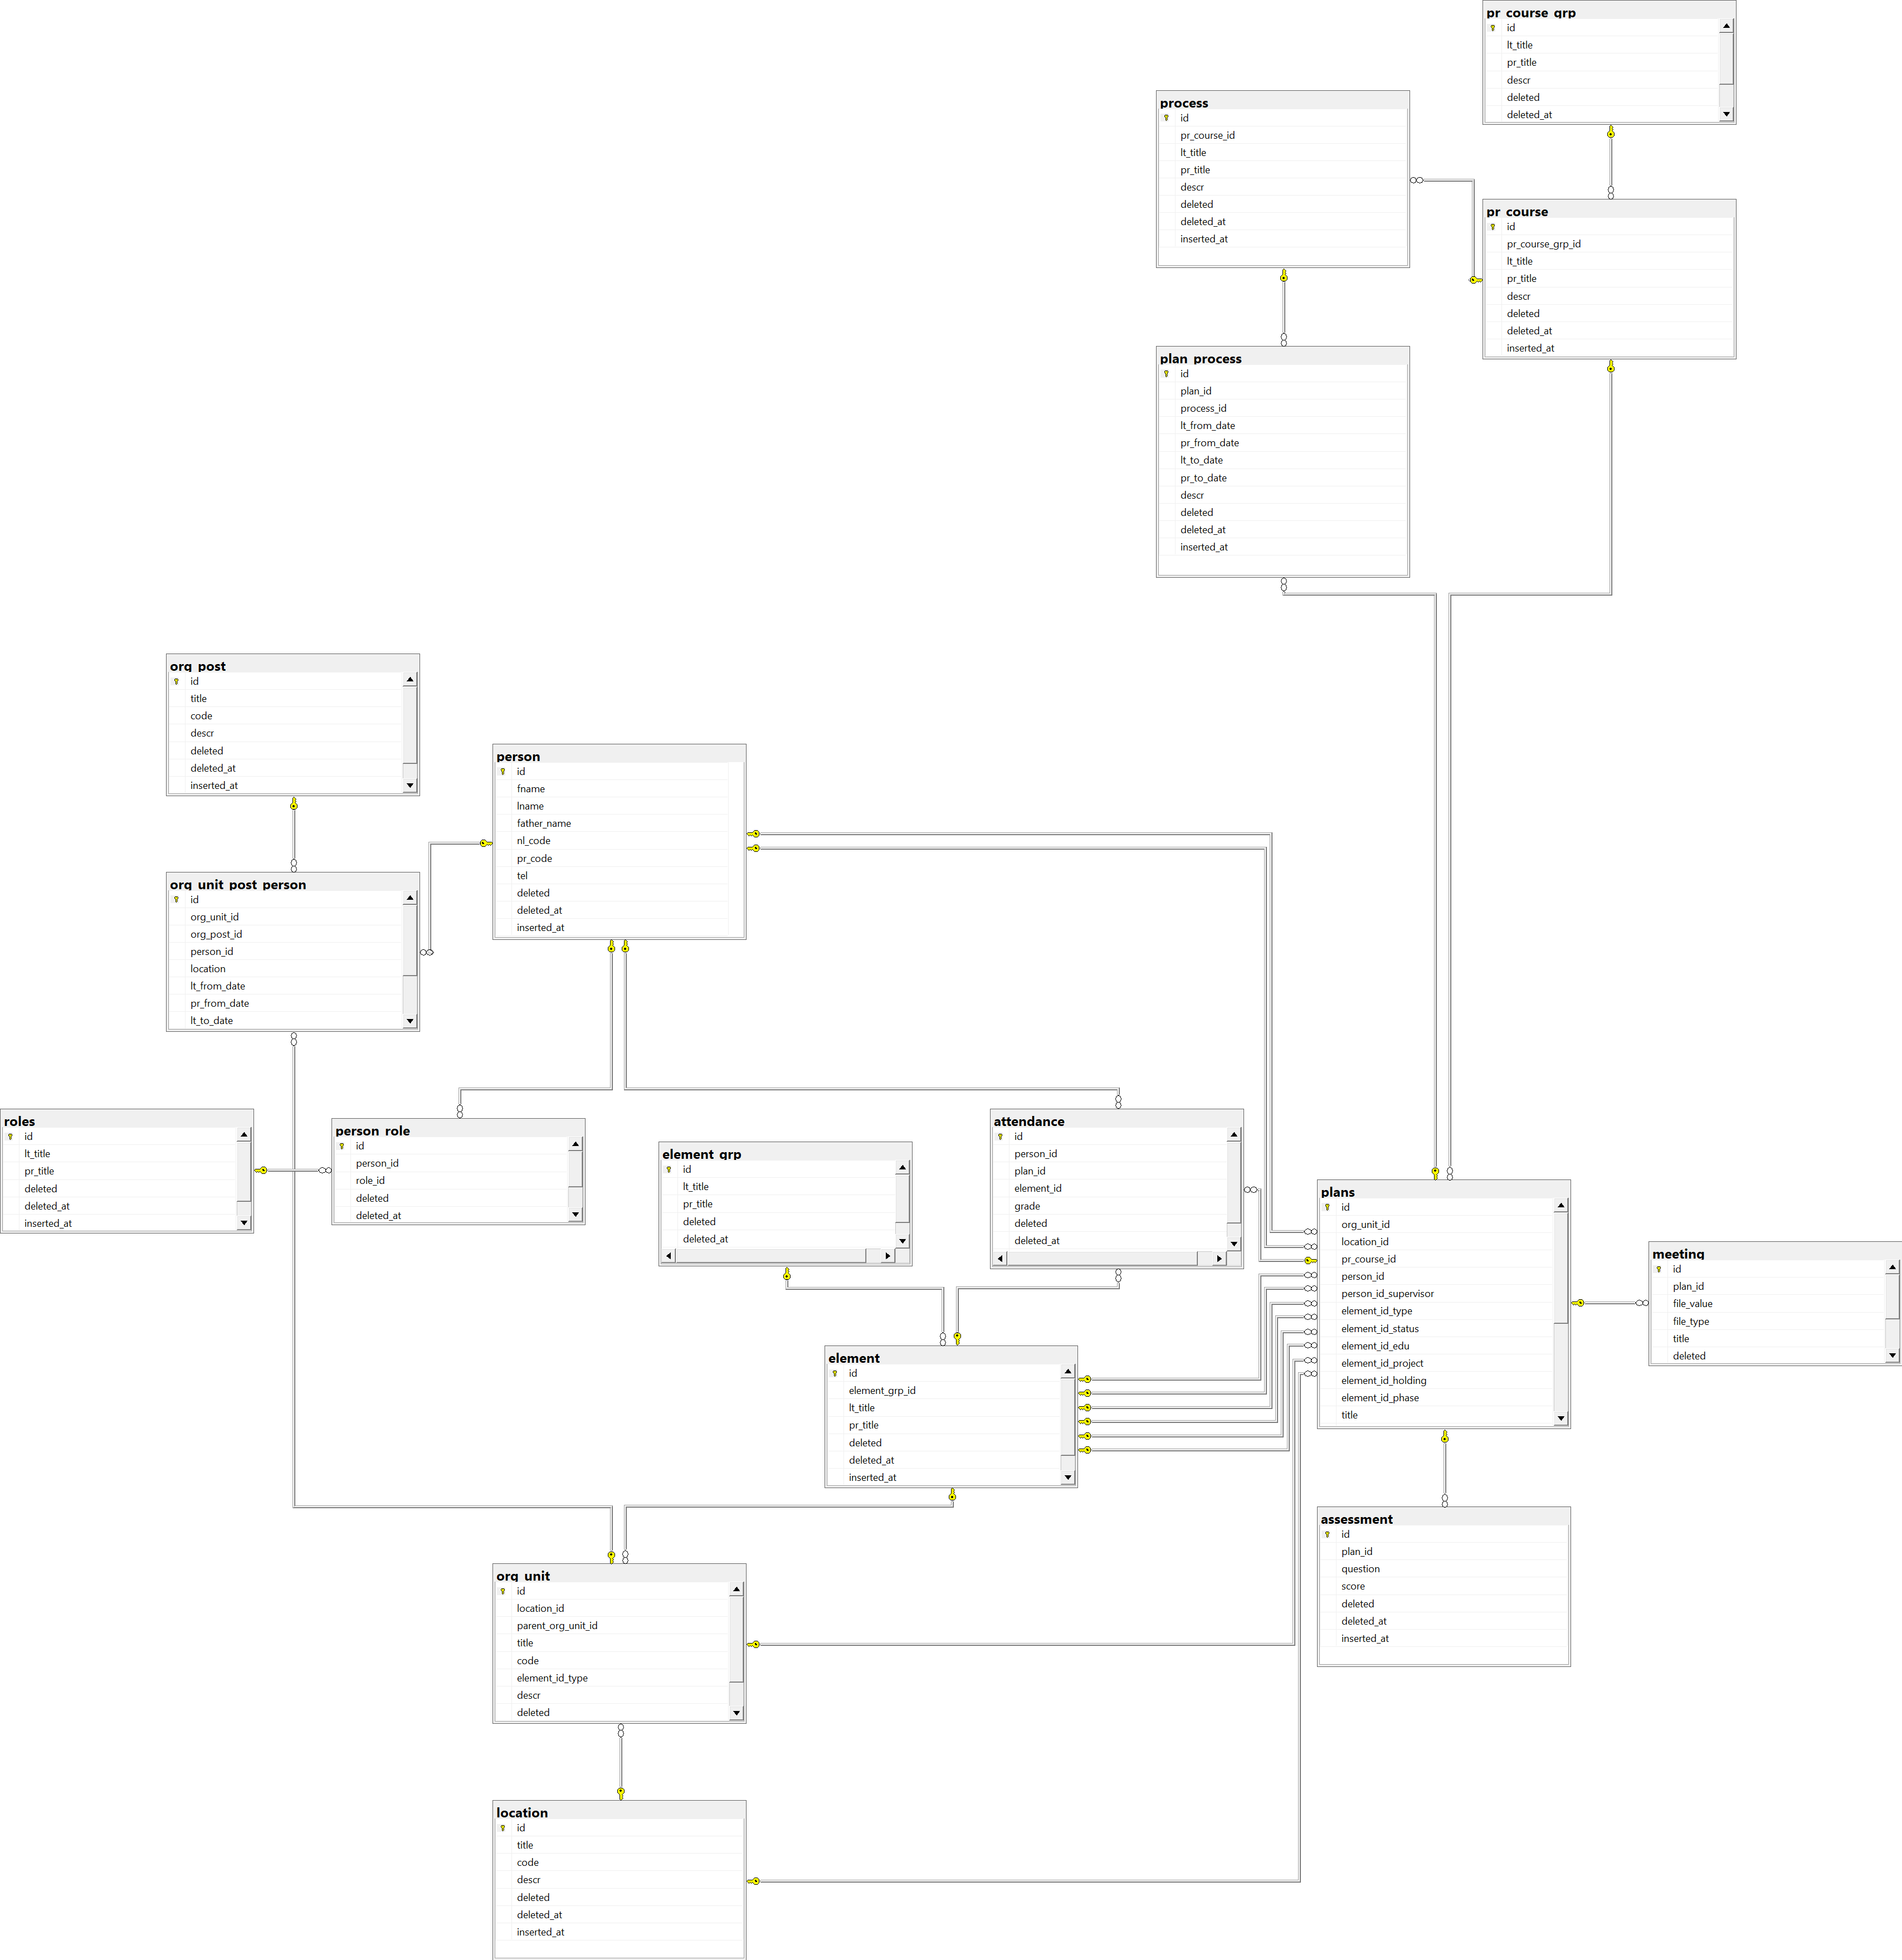 pr_course_grp
id
lt_title
pr_title
descr
deleted
deleted_at
process
id
pr_course_id
lt_title
pr_title
descr
deleted
deleted_at
inserted_at
pr_course
id
pr_course_grp_id
lt_title
pr_title
descr
deleted
deleted_at
inserted_at
plan_process
id
plan_id
process_id
lt_from_date
pr_from_date
lt_to_date
pr_to_date
descr
deleted
deleted_at
inserted_at
org_post
id
title
code
descr
deleted
deleted_at
inserted_at
person
id
fname
lname
father_name
nl_code
pr_code
tel
deleted
deleted_at
inserted_at
org_unit_post_person
id
org_unit_id
org_post_id
person_id
location
lt_from_date
pr_from_date
lt_to_date
roles
id
lt_title
pr_title
deleted
deleted_at
inserted_at
person_role
id
person_id
role_id
deleted
deleted_at
element_grp
id
lt_title
pr_title
deleted
deleted_at
attendance
id
person_id
plan_id
element_id
grade
deleted
deleted_at
plans
id
org_unit_id
location_id
pr_course_id
person_id
person_id_supervisor
element_id_type
element_id_status
element_id_edu
element_id_project
element_id_holding
element_id_phase
title
meeting
id
plan_id
file_value
file_type
title
deleted
element
id
element_grp_id
lt_title
pr_title
deleted
deleted_at
inserted_at
assessment
id
plan_id
question
score
deleted
deleted_at
inserted_at
org_unit
id
location_id
parent_org_unit_id
title
code
element_id_type
descr
deleted
location
id
title
code
descr
deleted
deleted_at
inserted_at